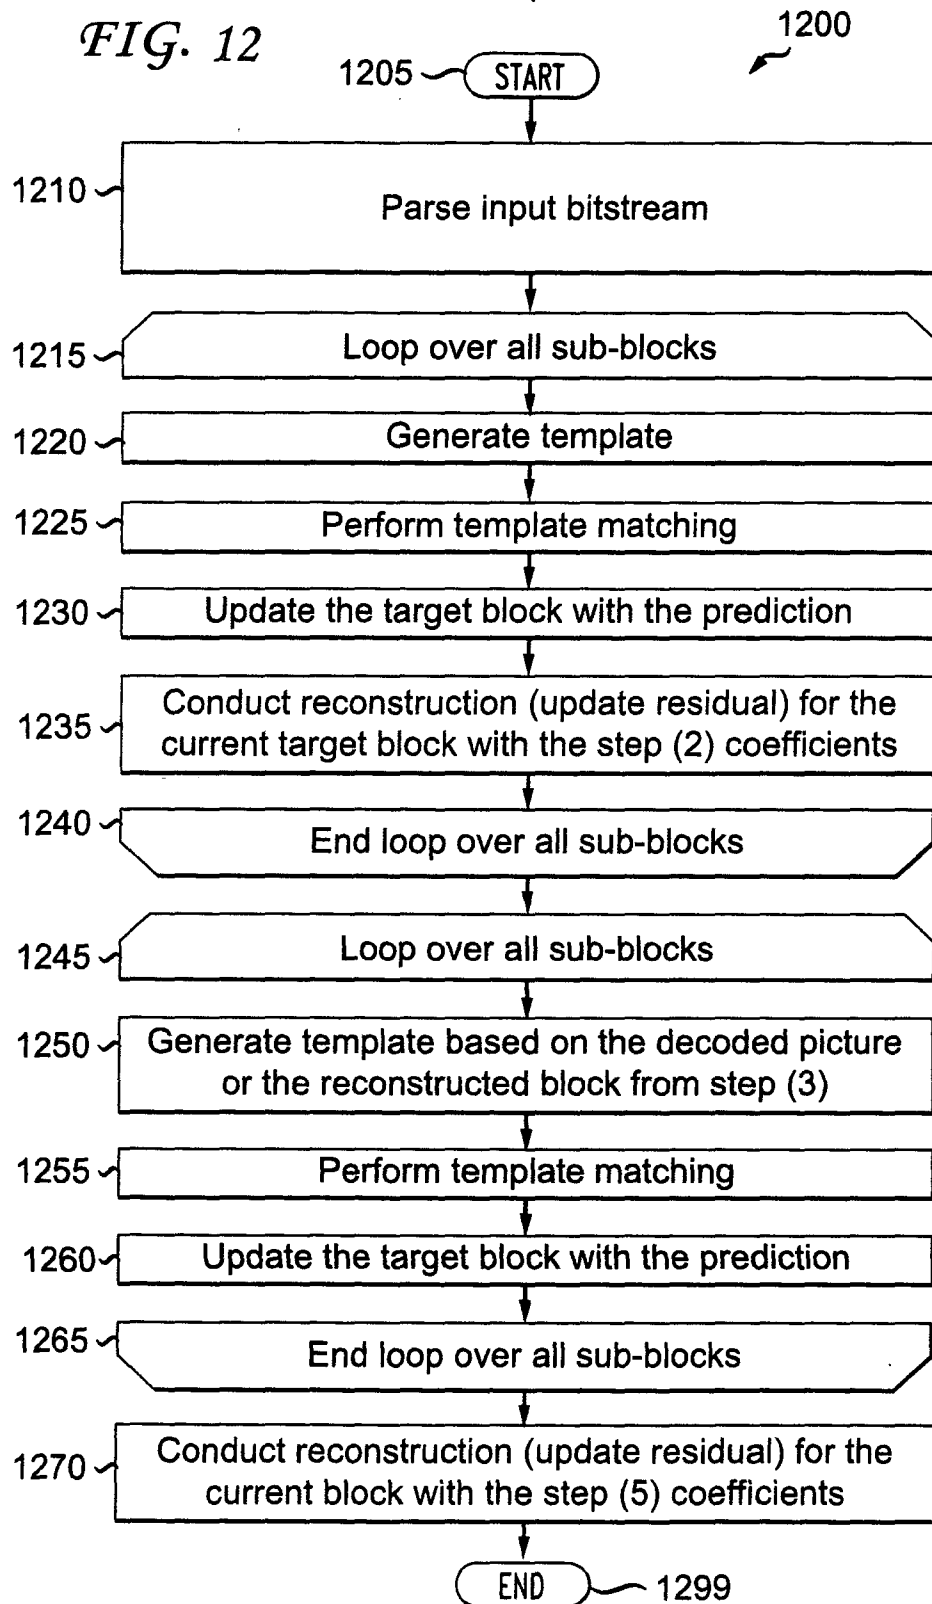 FIG. 12
1200
1205
START
1210
Parse input bitstream
1215
Loop over all sub-blocks
1220
Generate template
1225
Perform template matching
1230
Update the target block with the prediction
1235
Conduct reconstruction (update residual) for the
current target block with the step (2) coefficients
1240
End loop over all sub-blocks
1245
Loop over all sub-blocks
1250
Generate template based on the decoded picture
or the reconstructed block from step (3)
1255
Perform template matching
1260
Update the target block with the prediction
1265
End loop over all sub-blocks
1270
Conduct reconstruction (update residual) for the
current block with the step (5) coefficients
END
1299